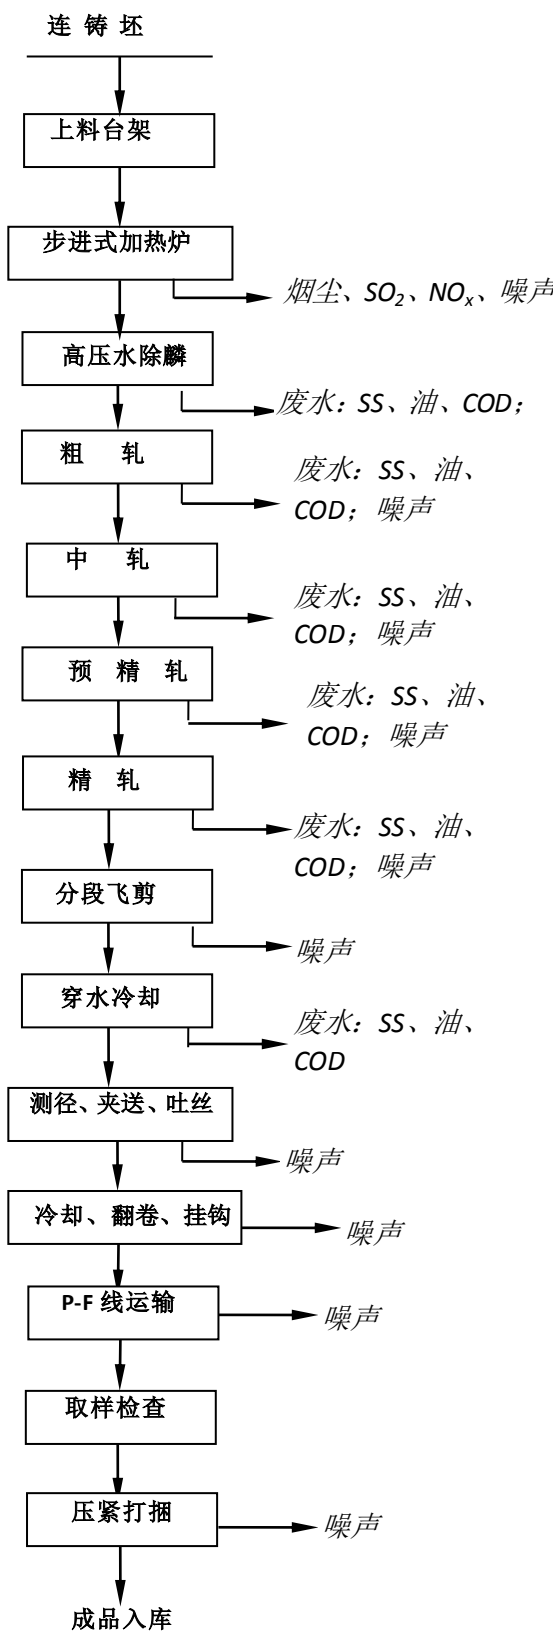 连 铸 坯
上料台架
步进式加热炉
烟尘、SO₂、NOₓ、噪声
高压水除麟
废水：SS、油、COD；
粗 轧
废水：SS、油、
COD；噪声
中 轧
废水：SS、油、
COD；噪声
预 精 轧
废水：SS、油、
COD；噪声
精 轧
废水：SS、油、
COD；噪声
分段飞剪
噪声
穿水冷却
废水：SS、油、
COD
测径、夹送、吐丝
噪声
冷却、翻卷、挂钩
噪声
P-F 线运输
噪声
取样检查
压紧打捆
噪声
成品入库